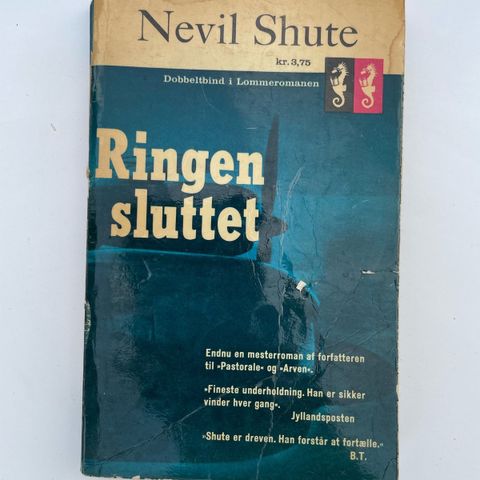 Nevil Shute
kr. 3,75
Dobbeltbind i Lommeromanen
Ringen
sluttet
Endnu en mesterroman af forfatteren
til »Pastorale« og »Arven«.
»Fineste underholdning. Han er sikker
vinder hver gang«.
Jyllandsposten
»Shute er dreven. Han forstår at fortælle.«
B.T.